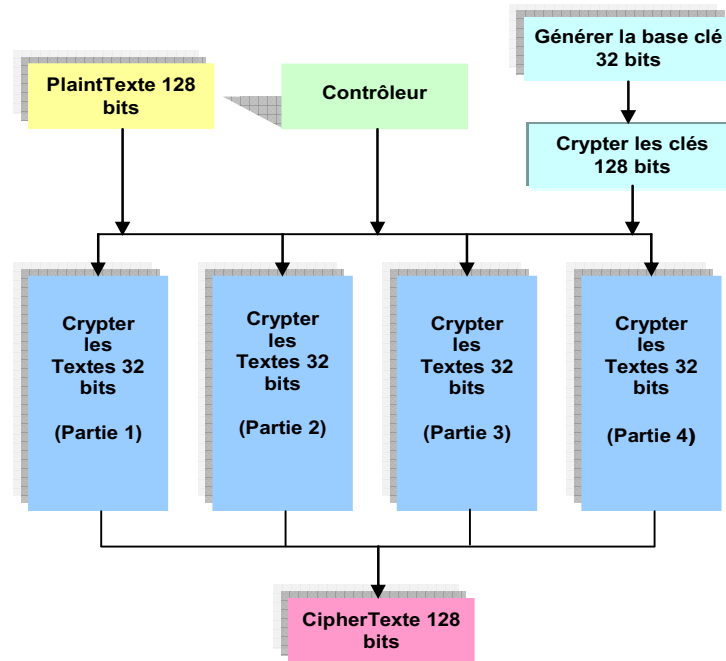 Générer la base clé
32 bits
PlaintTexte 128
bits
Contrôleur
Crypter les clés
128 bits
Crypter
les
Textes 32
bits
(Partie 1)
Crypter
les
Textes 32
bits
(Partie 2)
Crypter
les
Textes 32
bits
(Partie 3)
Crypter
les
Textes 32
bits
(Partie 4)
CipherTexte 128
bits